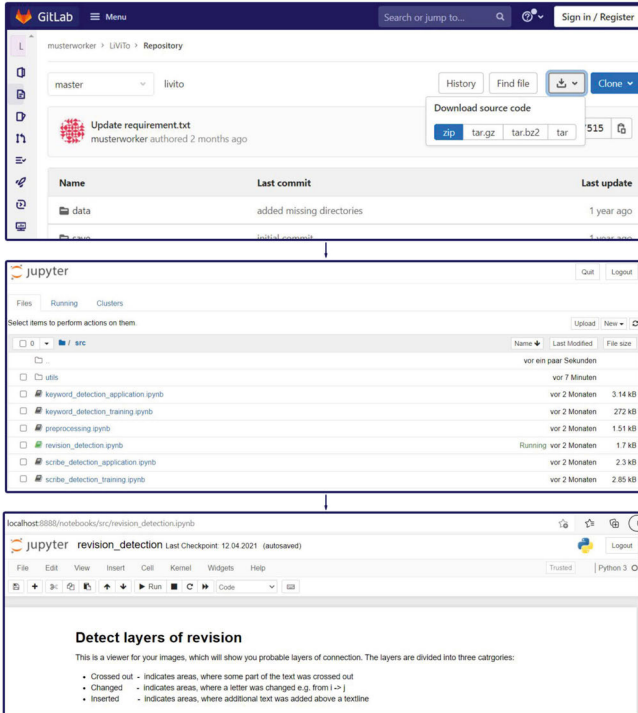 GitLab Menu Search or jump to... Sign in / Register
L musterworker > LiViTo > Repository
master livito History Find file Clone
Download source code
zip tar.gz tar.bz2 tar
Update requirement.txt
musterworker authored 2 months ago
515
Name Last commit Last update
data added missing directories 1 year ago
save initial commit 1 year ago
jupyter Quit Logout
Files Running Clusters
Select items to perform actions on them. Upload New
0 / src Name Last Modified File size
.. vor ein paar Sekunden
utils vor 7 Minuten
keyword_detection_application.ipynb vor 2 Monaten 3.14 kB
keyword_detection_training.ipynb vor 2 Monaten 272 kB
preprocessing.ipynb vor 2 Monaten 1.51 kB
revision_detection.ipynb Running vor 2 Monaten 1.7 kB
scribe_detection_application.ipynb vor 2 Monaten 2.3 kB
scribe_detection_training.ipynb vor 2 Monaten 2.85 kB
localhost:8888/notebooks/src/revision_detection.ipynb
jupyter revision_detection Last Checkpoint: 12.04.2021 (autosaved) Logout
File Edit View Insert Cell Kernel Widgets Help Trusted Python 3
Run Code
Detect layers of revision
This is a viewer for your images, which will show you probable layers of connection. The layers are divided into three catrgories:
• Crossed out - indicates areas, where some part of the text was crossed out
• Changed - indicates areas, where a letter was changed e.g. from i -> j
• Inserted - indicates areas, where additional text was added above a textline